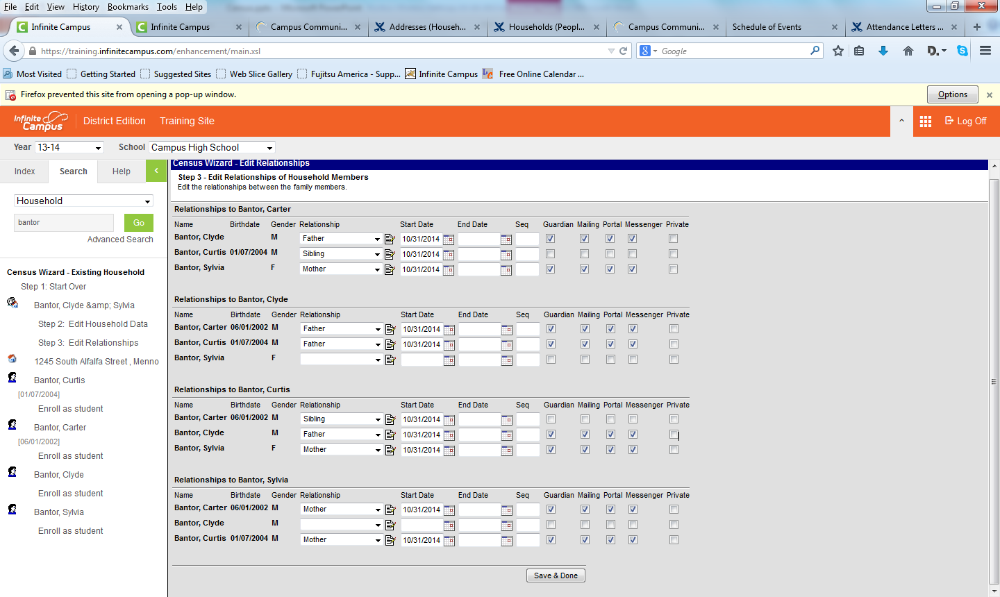 File Edit View History Bookmarks Tools Help
Infinite Campus × Infinite Campus × Campus Communi... × Addresses (Househ... × Households (Peopl... × Campus Communi... × Schedule of Events × Attendance Letters ... × +
https://training.infinitecampus.com/enhancement/main.xsl Google
Most Visited Getting Started Suggested Sites Web Slice Gallery Fujitsu America - Supp... Infinite Campus Free Online Calendar ...
Firefox prevented this site from opening a pop-up window. Options ×
Infinite Campus District Edition Training Site Log Off
Year 13-14 School Campus High School
Index Search Help <
Household
bantor Go
Advanced Search
Census Wizard - Existing Household
Step 1: Start Over
Bantor, Clyde &amp; Sylvia
Step 2: Edit Household Data
Step 3: Edit Relationships
1245 South Alfalfa Street , Menno
Bantor, Curtis
[01/07/2004]
Enroll as student
Bantor, Carter
[06/01/2002]
Enroll as student
Bantor, Clyde
Enroll as student
Bantor, Sylvia
Enroll as student
Census Wizard - Edit Relationships
Step 3 - Edit Relationships of Household Members
Edit the relationships between the family members.
Relationships to Bantor, Carter
Name Birthdate Gender Relationship Start Date End Date Seq Guardian Mailing Portal Messenger Private
Bantor, Clyde M Father 10/31/2014
Bantor, Curtis 01/07/2004 M Sibling 10/31/2014
Bantor, Sylvia F Mother 10/31/2014
Relationships to Bantor, Clyde
Name Birthdate Gender Relationship Start Date End Date Seq Guardian Mailing Portal Messenger Private
Bantor, Carter 06/01/2002 M Father 10/31/2014
Bantor, Curtis 01/07/2004 M Father 10/31/2014
Bantor, Sylvia F
Relationships to Bantor, Curtis
Name Birthdate Gender Relationship Start Date End Date Seq Guardian Mailing Portal Messenger Private
Bantor, Carter 06/01/2002 M Sibling 10/31/2014
Bantor, Clyde M Father 10/31/2014
Bantor, Sylvia F Mother 10/31/2014
Relationships to Bantor, Sylvia
Name Birthdate Gender Relationship Start Date End Date Seq Guardian Mailing Portal Messenger Private
Bantor, Carter 06/01/2002 M Mother 10/31/2014
Bantor, Clyde M
Bantor, Curtis 01/07/2004 M Mother 10/31/2014
Save & Done